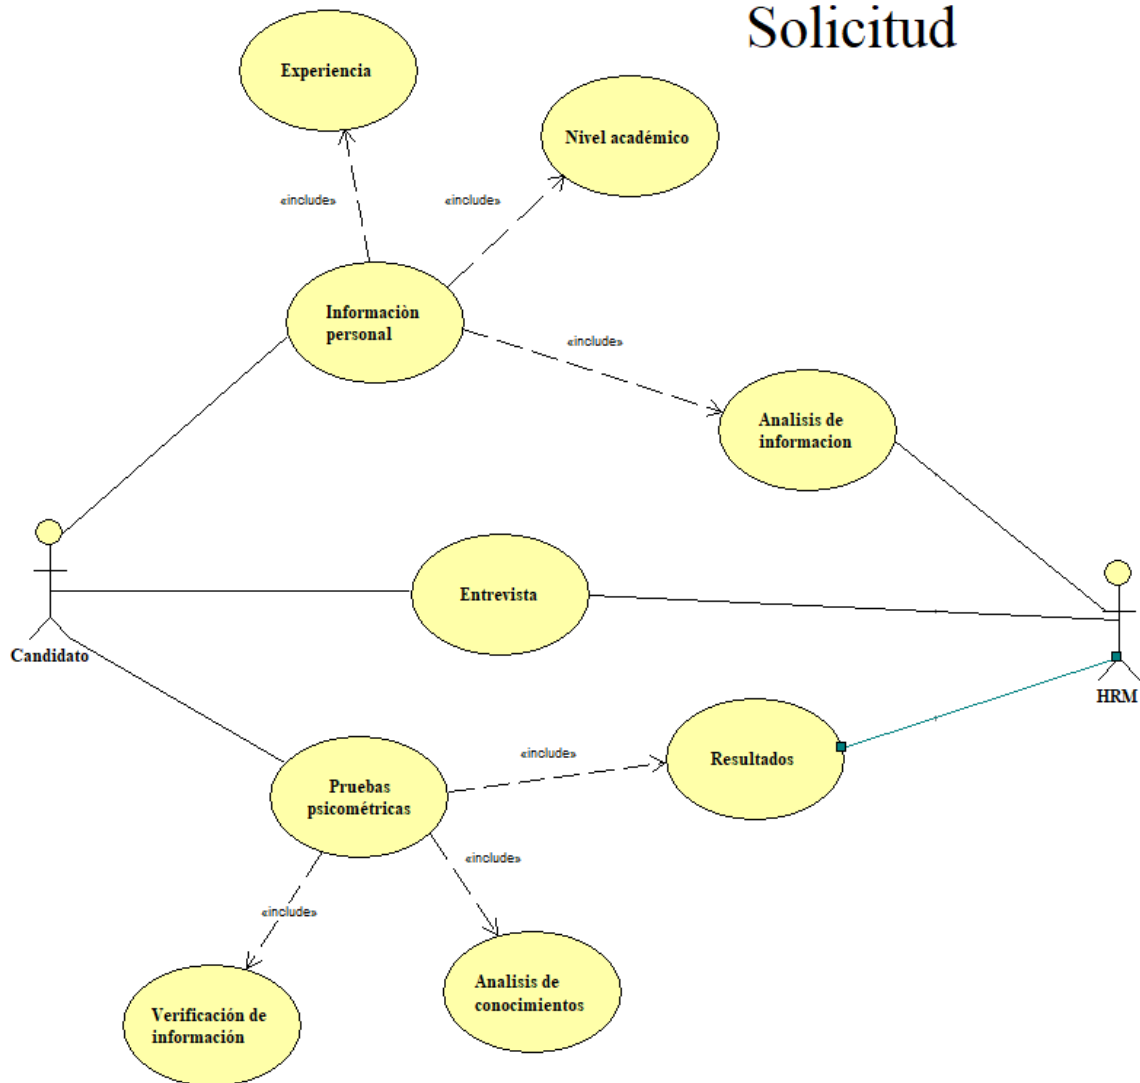 Solicitud
Experiencia
Nivel académico
«include»
«include»
Informaciòn
personal
«include»
Analisis de
informacion
Entrevista
Candidato
HRM
Resultados
«include»
Pruebas
psicométricas
«include»
«include»
Analisis de
conocimientos
Verificación de
información